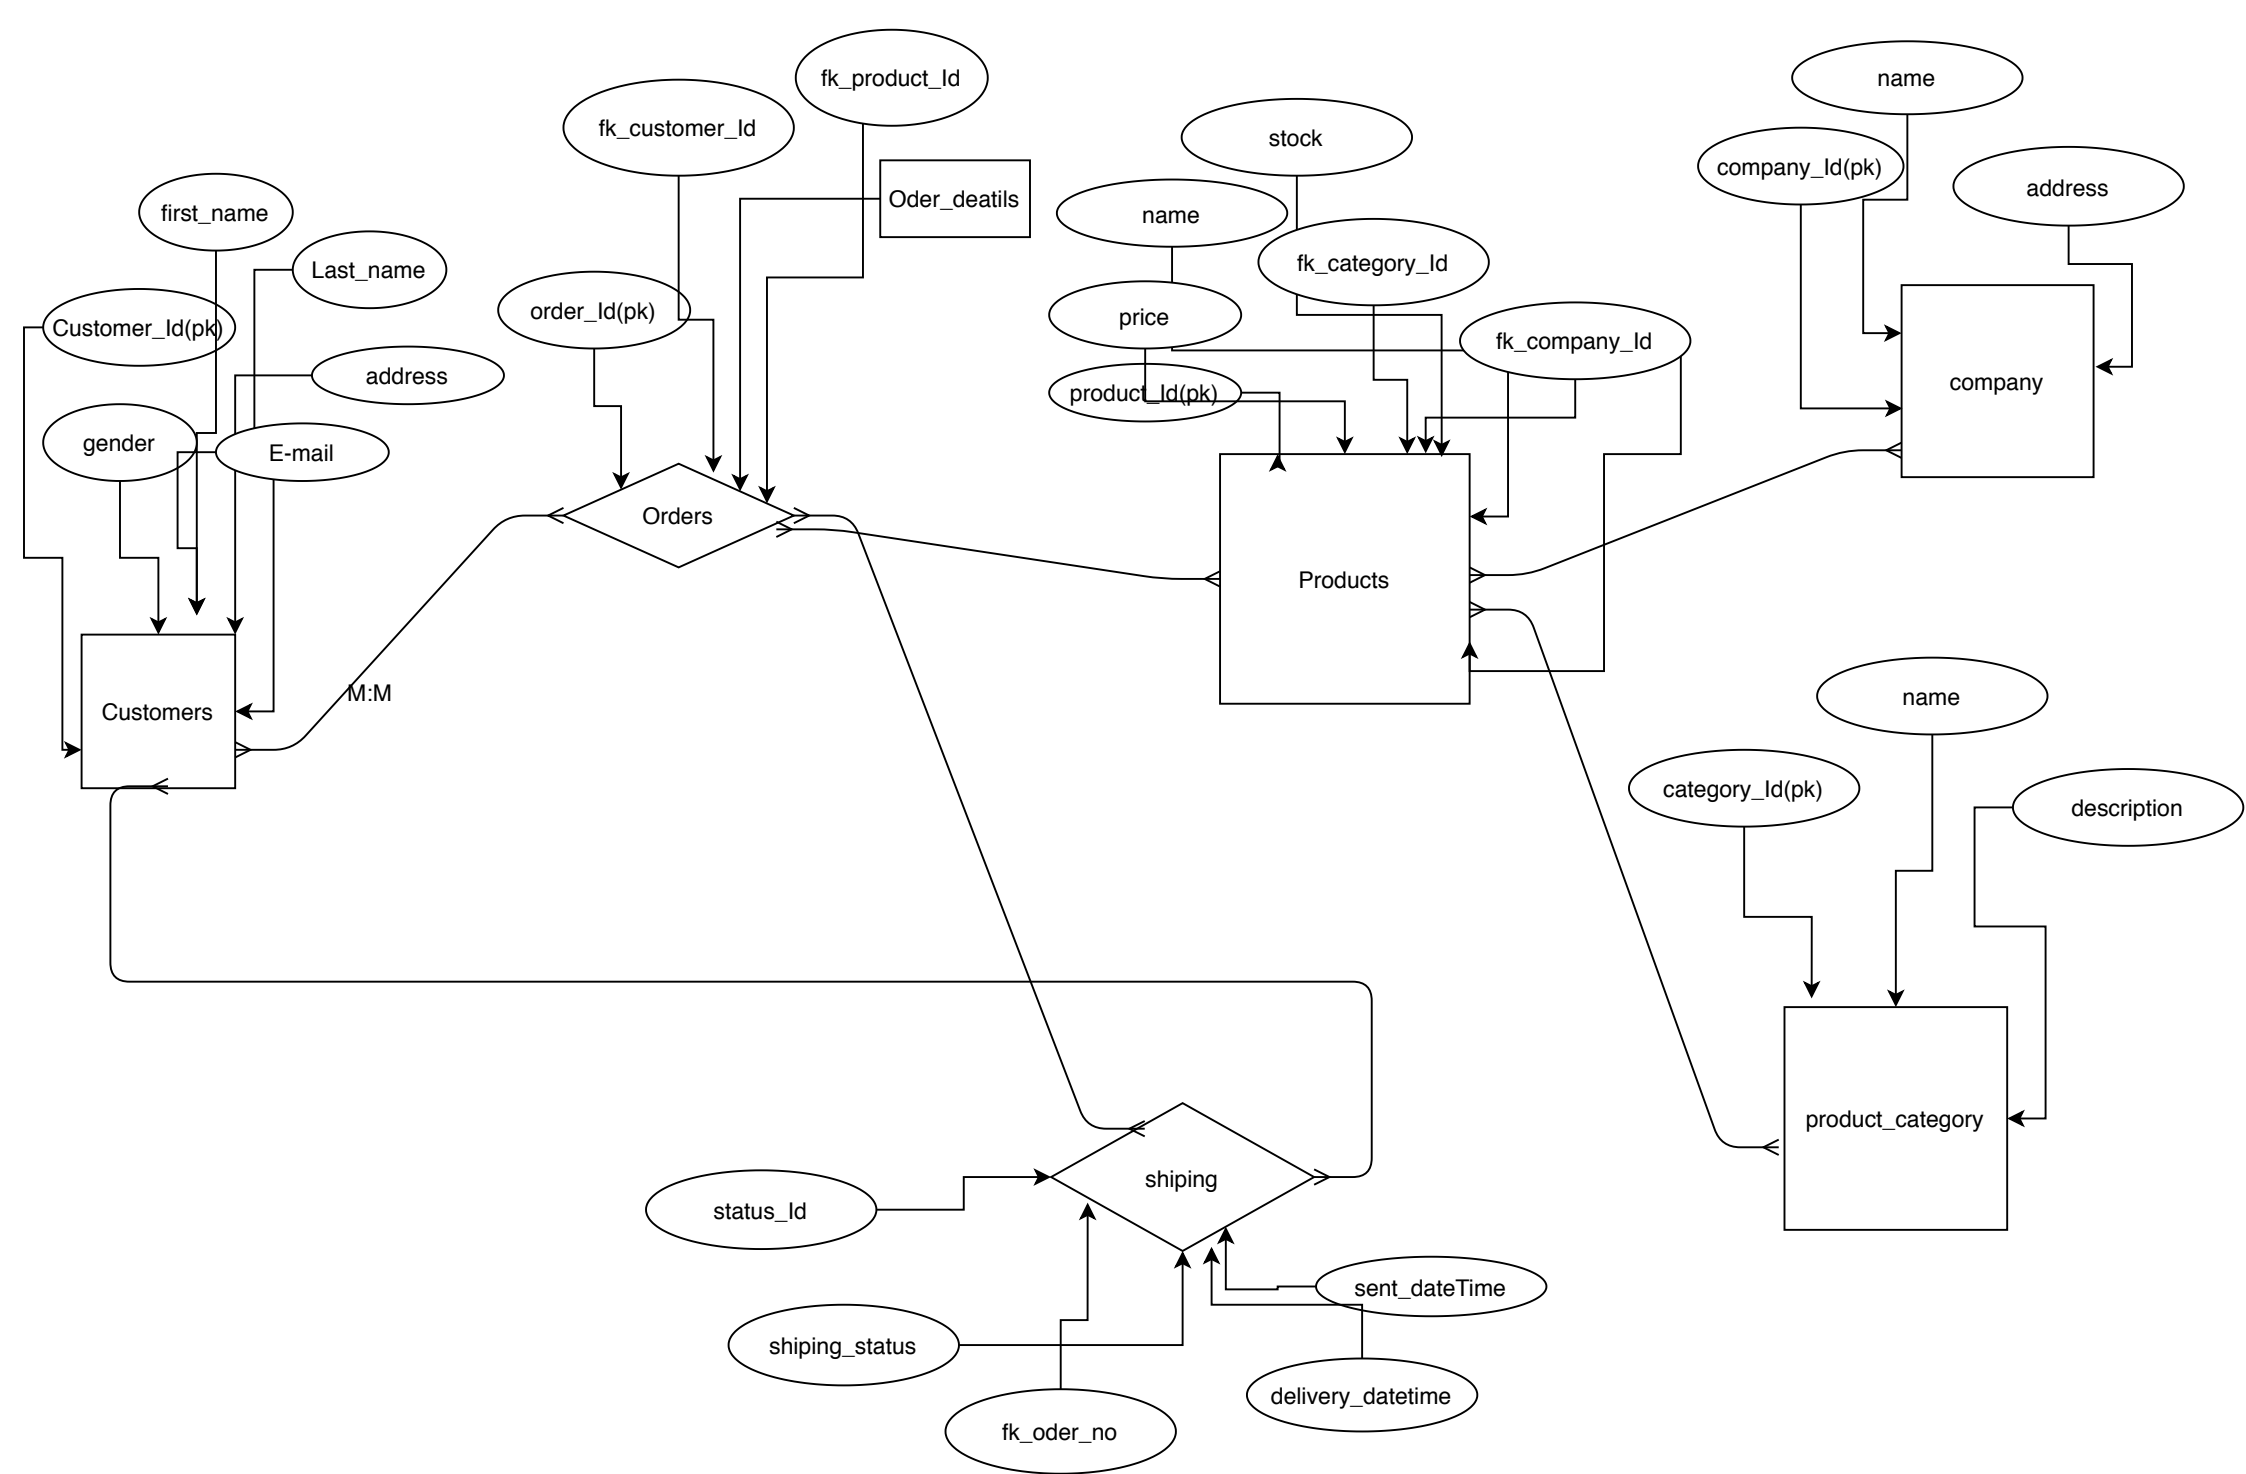 fk_product_Id
name
fk_customer_Id
stock
company_Id(pk)
address
Oder_deatils
first_name
name
Last_name
fk_category_Id
order_Id(pk)
price
Customer_Id(pk)
fk_company_Id
address
product_Id(pk)
company
gender
E-mail
Orders
Products
M:M
Customers
name
category_Id(pk)
description
product_category
shiping
status_Id
sent_dateTime
shiping_status
delivery_datetime
fk_oder_no